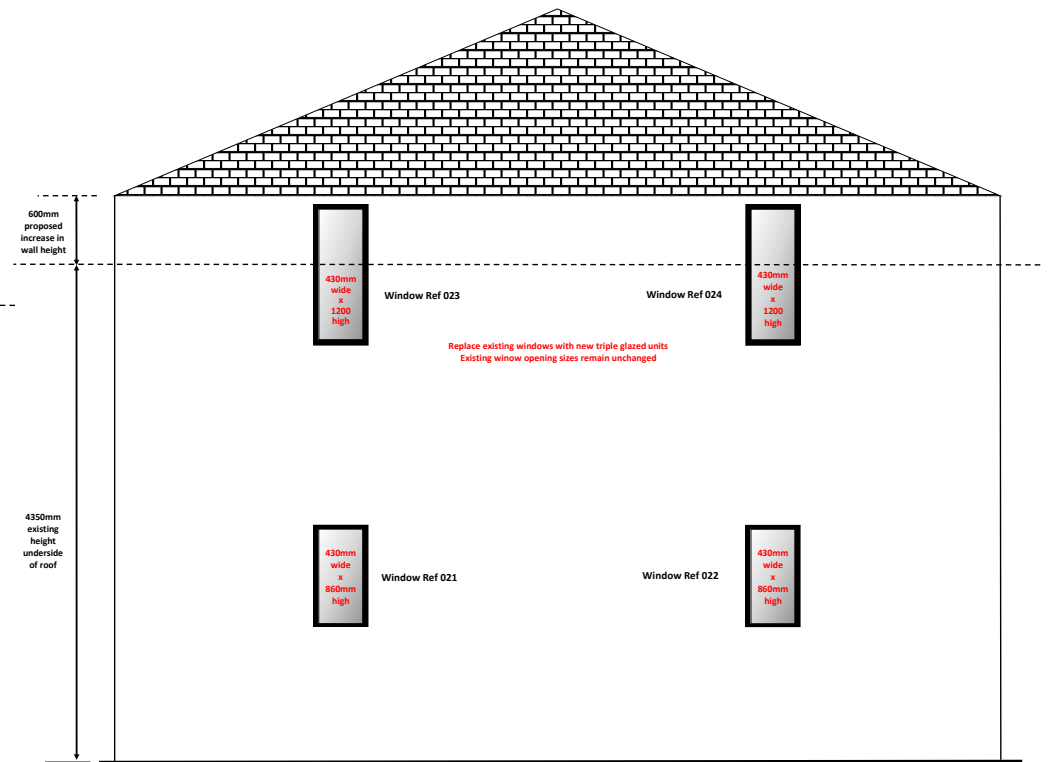 600mm
proposed
increase in
wall height
430mm
wide
x
1200
high
Window Ref 023
Window Ref 024
430mm
wide
x
1200
high
Replace existing windows with new triple glazed units
Existing winow opening sizes remain unchanged
4350mm
existing
height
underside
of roof
430mm
wide
x
860mm
high
Window Ref 021
Window Ref 022
430mm
wide
x
860mm
high